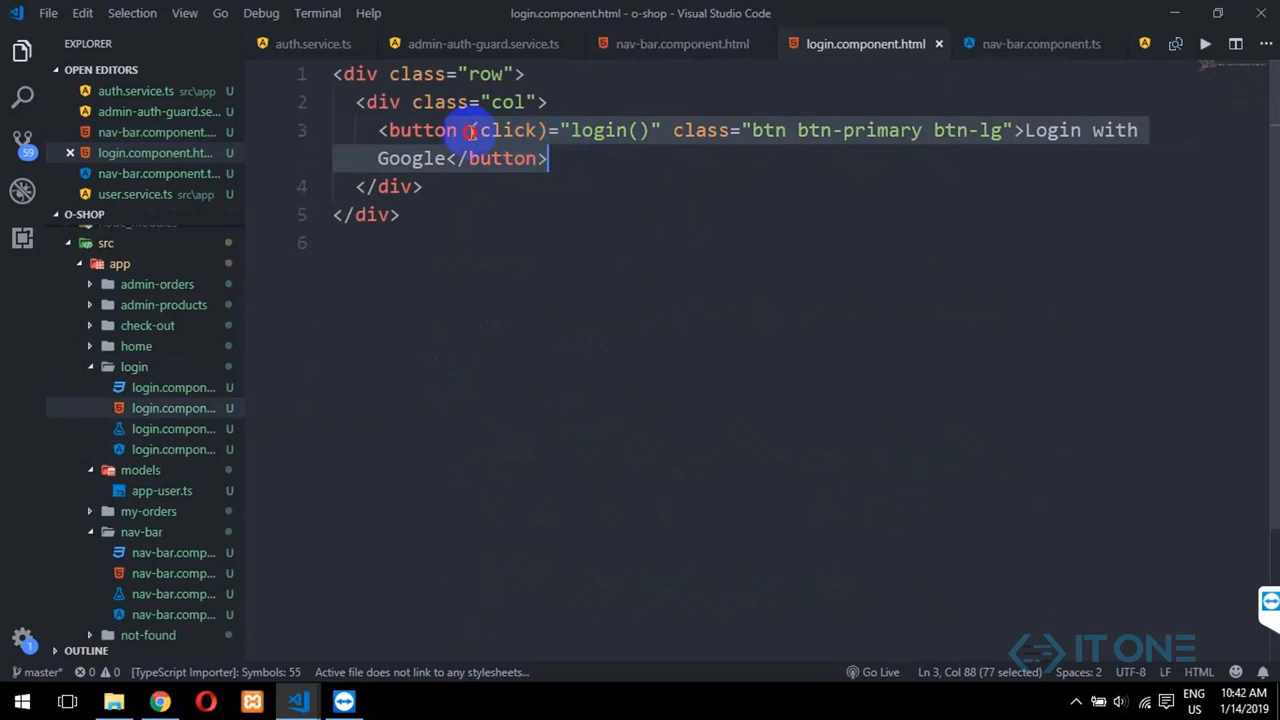 File Edit Selection View Go Debug Terminal Help
login.component.html - o-shop - Visual Studio Code
EXPLORER
auth.service.ts admin-auth-guard.service.ts nav-bar.component.html login.component.html × nav-bar.component.ts
OPEN EDITORS
auth.service.ts src\app
admin-auth-guard.se...
nav-bar.component....
× login.component.ht...
nav-bar.component.t...
user.service.ts src\app
O-SHOP
node_modules
src
app
admin-orders
admin-products
check-out
home
login
login.compon... U
login.compon... U
login.compon... U
login.compon... U
models
app-user.ts U
my-orders
nav-bar
nav-bar.comp... U
nav-bar.comp... U
nav-bar.comp... U
nav-bar.comp... U
not-found
OUTLINE
1 <div class="row">
2 <div class="col">
3 <button (click)="login()" class="btn btn-primary btn-lg">Login with
Google</button>
4 </div>
5 </div>
6
59
1
IT ONE
master* 0 0 [TypeScript Importer]: Symbols: 55 Active file does not link to any stylesheets... Go Live Ln 3, Col 88 (77 selected) Spaces: 2 UTF-8 LF HTML
ENG
US
10:42 AM
1/14/2019